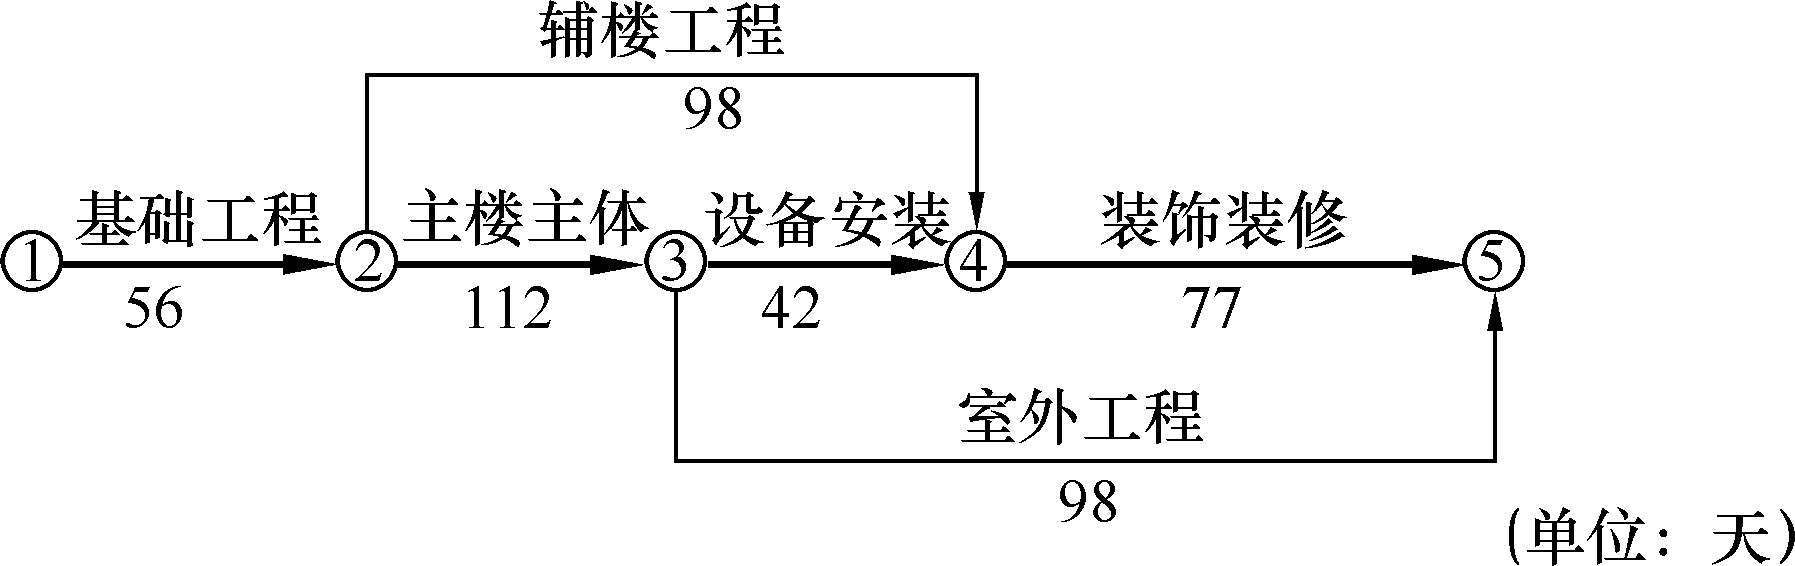 辅楼工程
98
基础工程 主楼主体 设备安装 装饰装修
① ② ③ ④ ⑤
56 112 42 77
室外工程
98
(单位：天)